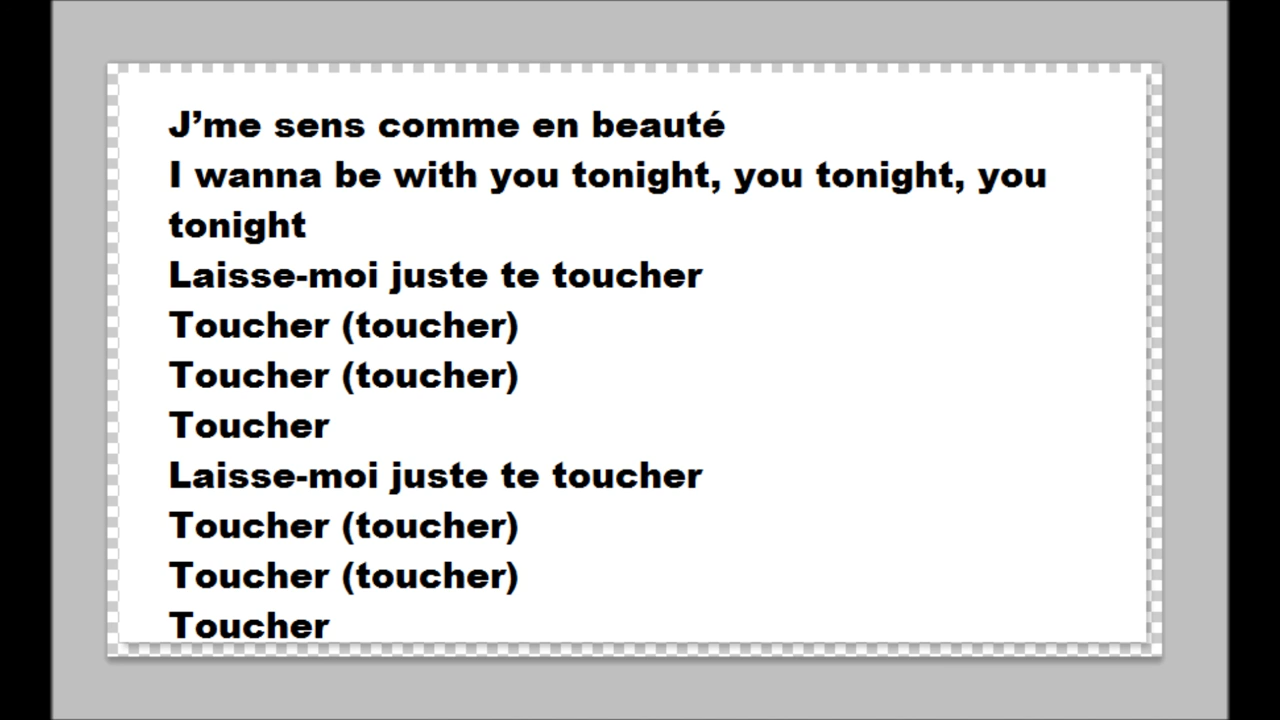 J’me sens comme en beauté
I wanna be with you tonight, you tonight, you
tonight
Laisse-moi juste te toucher
Toucher (toucher)
Toucher (toucher)
Toucher
Laisse-moi juste te toucher
Toucher (toucher)
Toucher (toucher)
Toucher